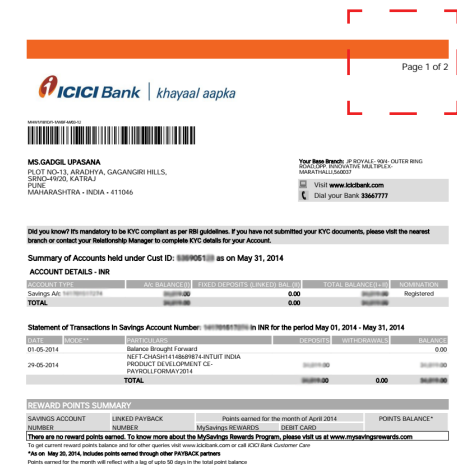 Page 1 of 2
ICICI Bank | khayaal aapka
MS.GADGIL UPASANA
PLOT NO-13, ARADHYA, GAGANGIRI HILLS,
SRNO-49/20, KATRAJ
PUNE
MAHARASHTRA - INDIA - 411046
Your Base Branch: JP ROYALE- 90/4- OUTER RING
ROAD,OPP. INNOVATIVE MULTIPLEX-
MARATHALLI,560037
Visit www.icicibank.com
Dial your Bank 33667777
Did you know? It's mandatory to be KYC compliant as per RBI guidelines. If you have not submitted your KYC documents, please visit the nearest
branch or contact your Relationship Manager to complete KYC details for your Account.
Summary of Accounts held under Cust ID: as on May 31, 2014
ACCOUNT DETAILS - INR
ACCOUNT TYPE A/c BALANCE(I) FIXED DEPOSITS (LINKED) BAL.(II) TOTAL BALANCE(I+II) NOMINATION
Savings A/c 0.00 Registered
TOTAL 0.00
Statement of Transactions in Savings Account Number: in INR for the period May 01, 2014 - May 31, 2014
DATE MODE** PARTICULARS DEPOSITS WITHDRAWALS BALANCE
01-05-2014 Balance Brought Forward 0.00
NEFT-CHASH14148689874-INTUIT INDIA
29-05-2014 PRODUCT DEVELOPMENT CE-
PAYROLLFORMAY2014
TOTAL 0.00
REWARD POINTS SUMMARY
SAVINGS ACCOUNT LINKED PAYBACK Points earned for the month of April 2014 POINTS BALANCE*
NUMBER NUMBER MySavings REWARDS DEBIT CARD
There are no reward points earned. To know more about the MySavings Rewards Program, please visit us at www.mysavingsrewards.com
To get current reward points balance and for other queries visit www.icicibank.com or call ICICI Bank Customer Care
*As on May 20, 2014, includes points earned through other PAYBACK partners
Points earned for the month will reflect with a lag of upto 50 days in the total point balance